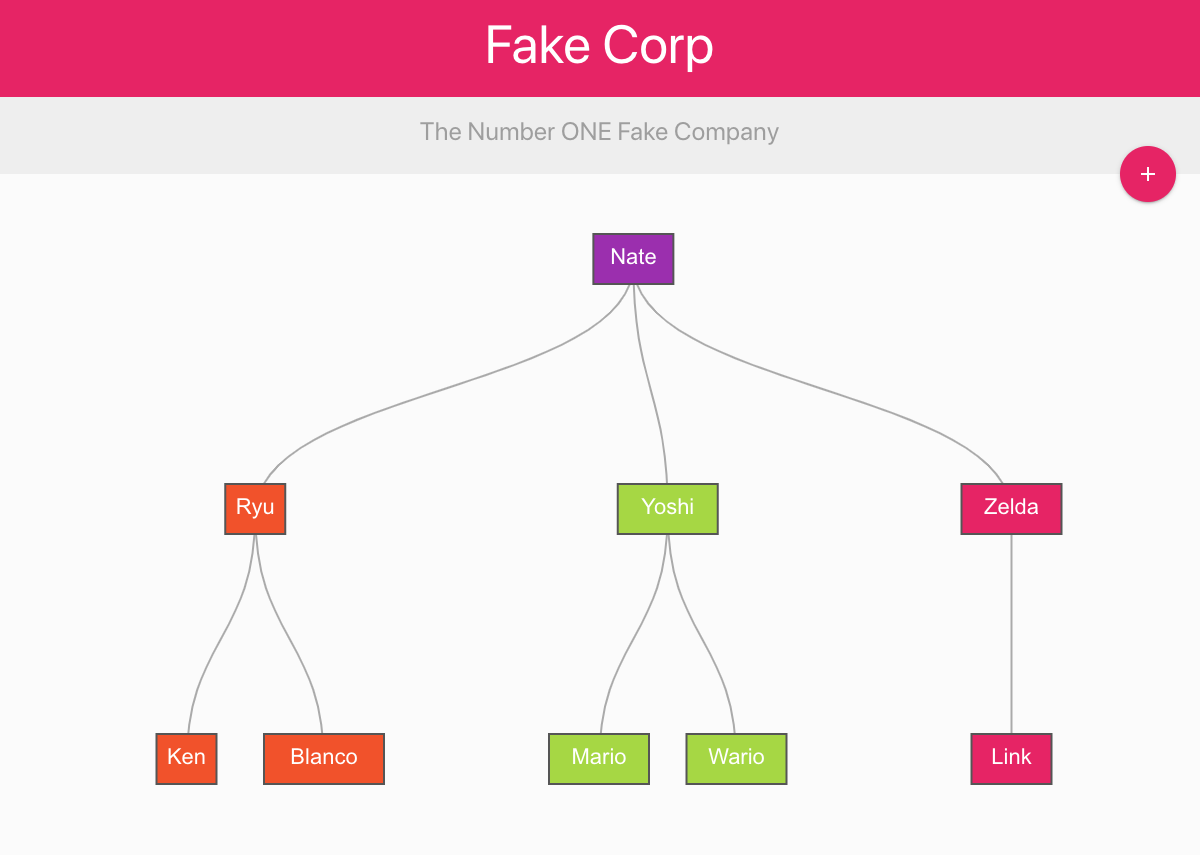 Fake Corp
The Number ONE Fake Company
+
Nate
Ryu
Yoshi
Zelda
Ken
Blanco
Mario
Wario
Link